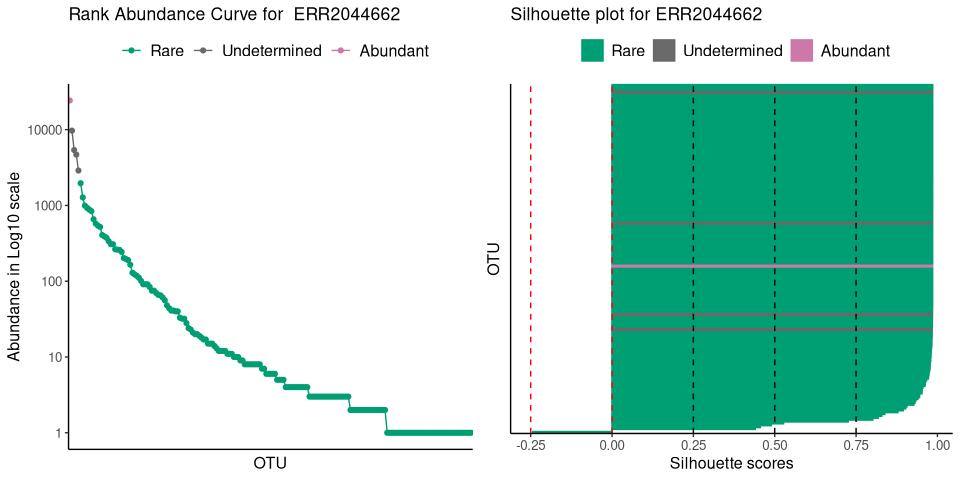 Rank Abundance Curve for  ERR2044662
Rare Undetermined Abundant
Abundance in Log10 scale
10000
1000
100
10
1
OTU
Silhouette plot for ERR2044662
Rare Undetermined Abundant
OTU
-0.25 0.00 0.25 0.50 0.75 1.00
Silhouette scores